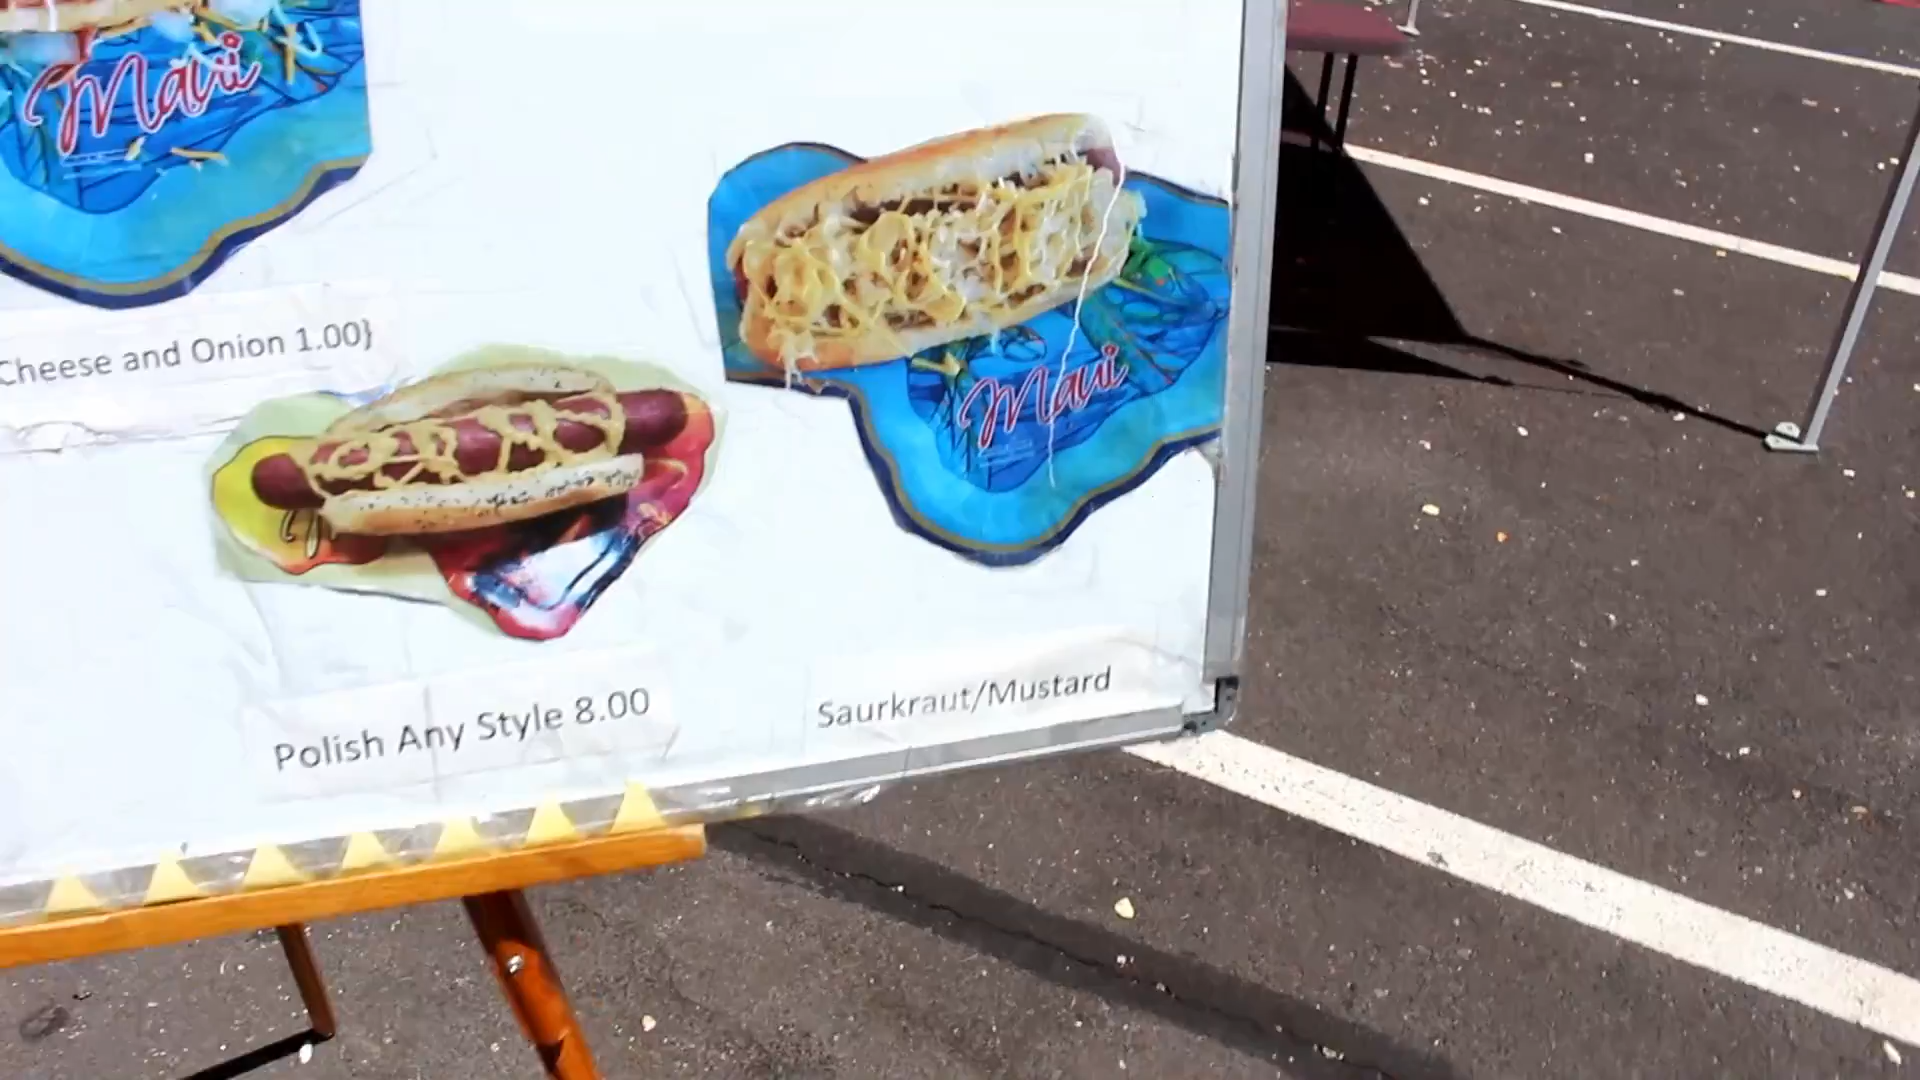 Maui
Maui
Cheese and Onion 1.00}
Polish Any Style 8.00
Saurkraut/Mustard